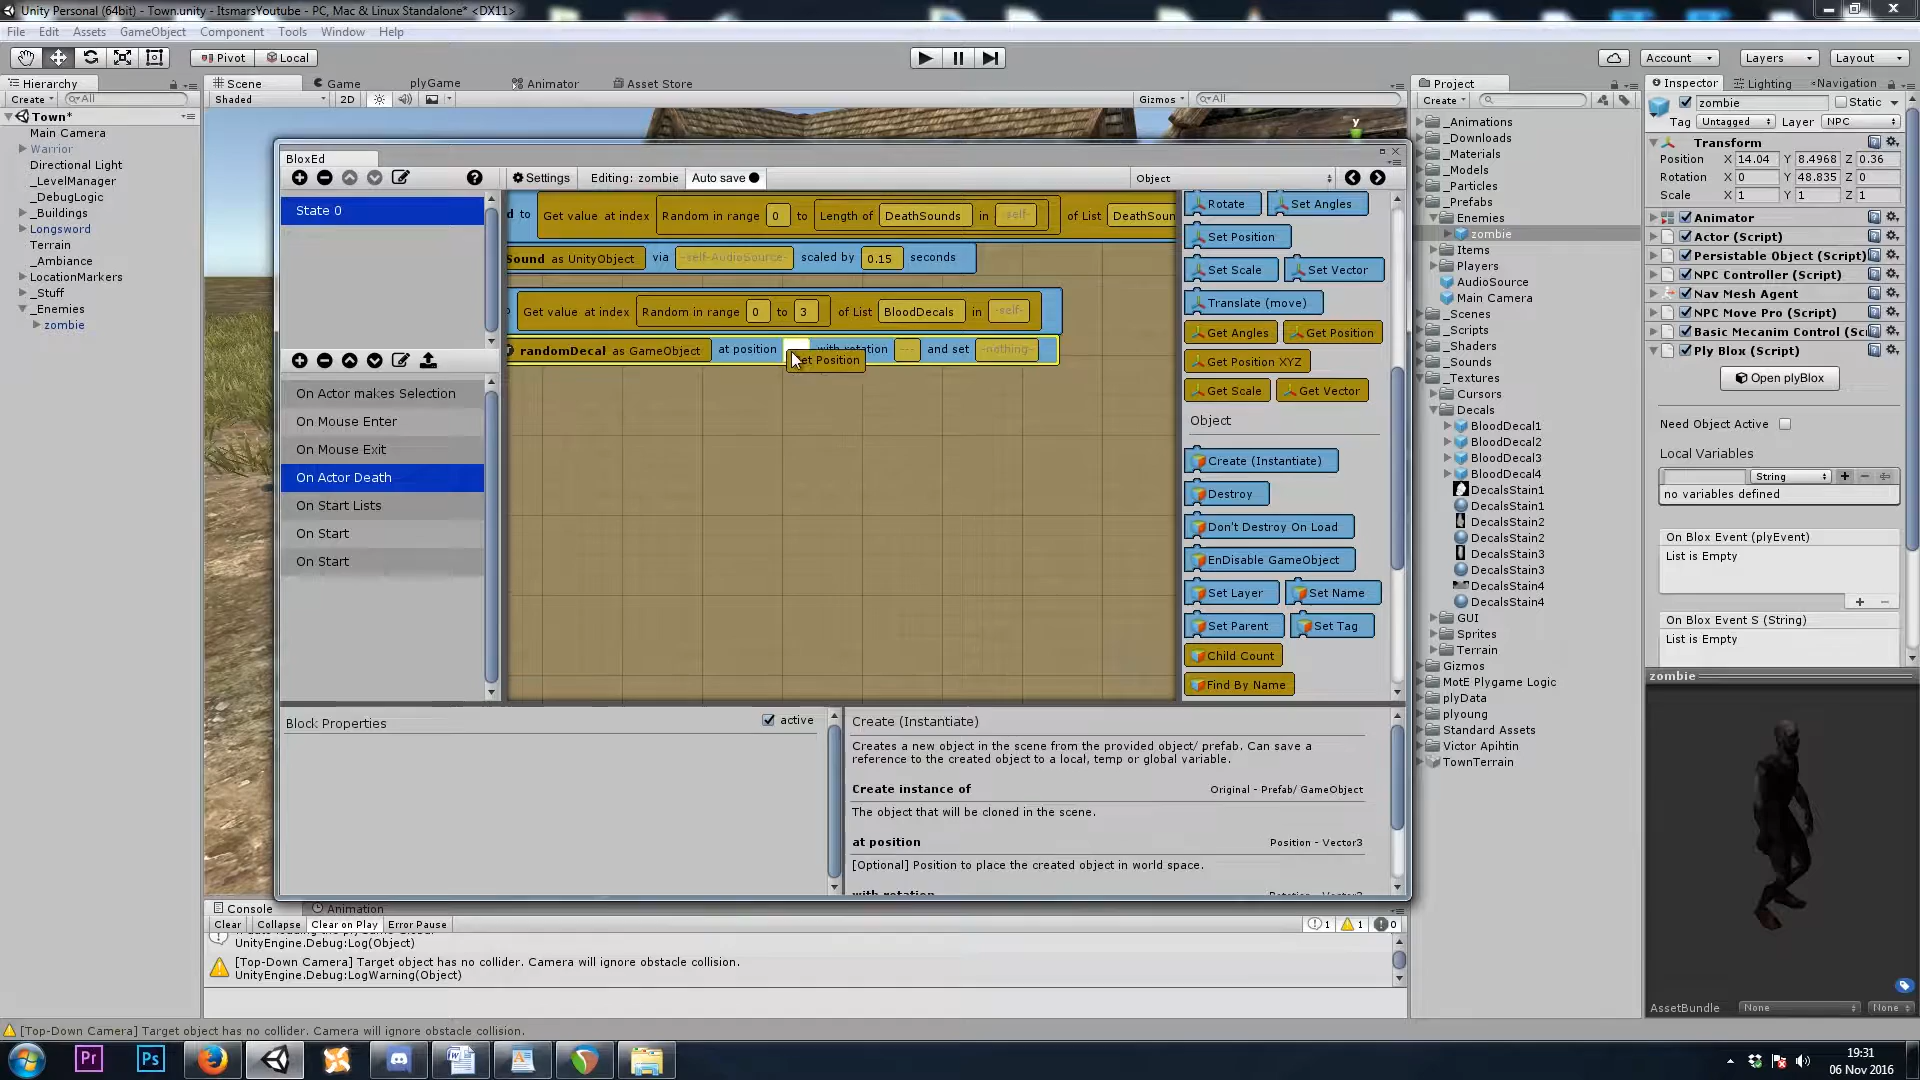 Unity Personal (64bit) - Town.unity - ItsmarsYoutube - PC, Mac & Linux Standalone* <DX11>
File Edit Assets GameObject Component Tools Window Help
Pivot Local Account Layers Layout
Hierarchy
Create All
Town*
Main Camera
Warrior
Directional Light
_LevelManager
_DebugLogic
_Buildings
Longsword
Terrain
_Ambiance
LocationMarkers
_Stuff
_Enemies
zombie
Scene Game plyGame Animator Asset Store
Shaded 2D Gizmos All
y
BloxEd
Settings Editing: zombie Auto save Object
State 0
On Actor makes Selection
On Mouse Enter
On Mouse Exit
On Actor Death
On Start Lists
On Start
On Start
d to Get value at index Random in range 0 to Length of DeathSounds in -self- of List DeathSoun
Sound as UnityObject via -self-AudioSource- scaled by 0.15 seconds
Get value at index Random in range 0 to 3 of List BloodDecals in -self-
randomDecal as GameObject at position with rotation --- and set -nothing-
Rotate Set Angles
Set Position
Set Scale Set Vector
Translate (move)
Get Angles Get Position
Get Position XYZ
Get Scale Get Vector
Object
Create (Instantiate)
Destroy
Don't Destroy On Load
EnDisable GameObject
Set Layer Set Name
Set Parent Set Tag
Child Count
Find By Name
Block Properties active
Create (Instantiate)
Creates a new object in the scene from the provided object/ prefab. Can save a
reference to the created object to a local, temp or global variable.
Create instance of Original - Prefab/ GameObject
The object that will be cloned in the scene.
at position Position - Vector3
[Optional] Position to place the created object in world space.
with rotation Rotation - Vector3
Console Animation
Clear Collapse Clear on Play Error Pause 1 1 0
UnityEngine.Debug:Log(Object)
[Top-Down Camera] Target object has no collider. Camera will ignore obstacle collision.
UnityEngine.Debug:LogWarning(Object)
Project
Create
_Animations
_Downloads
_Materials
_Models
_Particles
_Prefabs
Enemies
zombie
Items
Players
AudioSource
Main Camera
_Scenes
_Scripts
_Shaders
_Sounds
_Textures
Cursors
Decals
BloodDecal1
BloodDecal2
BloodDecal3
BloodDecal4
DecalsStain1
DecalsStain1
DecalsStain2
DecalsStain2
DecalsStain3
DecalsStain3
DecalsStain4
DecalsStain4
GUI
Sprites
Terrain
Gizmos
MotE Plygame Logic
plyData
plyoung
Standard Assets
Victor Apihtin
TownTerrain
Inspector Lighting Navigation
zombie Static
Tag Untagged Layer NPC
Transform
Position X 14.04 Y 8.4968 Z 0.36
Rotation X 0 Y 48.835 Z 0
Scale X 1 Y 1 Z 1
Animator
Actor (Script)
Persistable Object (Script)
NPC Controller (Script)
Nav Mesh Agent
NPC Move Pro (Script)
Basic Mecanim Control (Sc
Ply Blox (Script)
Open plyBlox
Need Object Active
Local Variables
String
no variables defined
On Blox Event (plyEvent)
List is Empty
On Blox Event S (String)
List is Empty
zombie
AssetBundle None None
[Top-Down Camera] Target object has no collider. Camera will ignore obstacle collision.
Pr Ps
19:31
06 Nov 2016